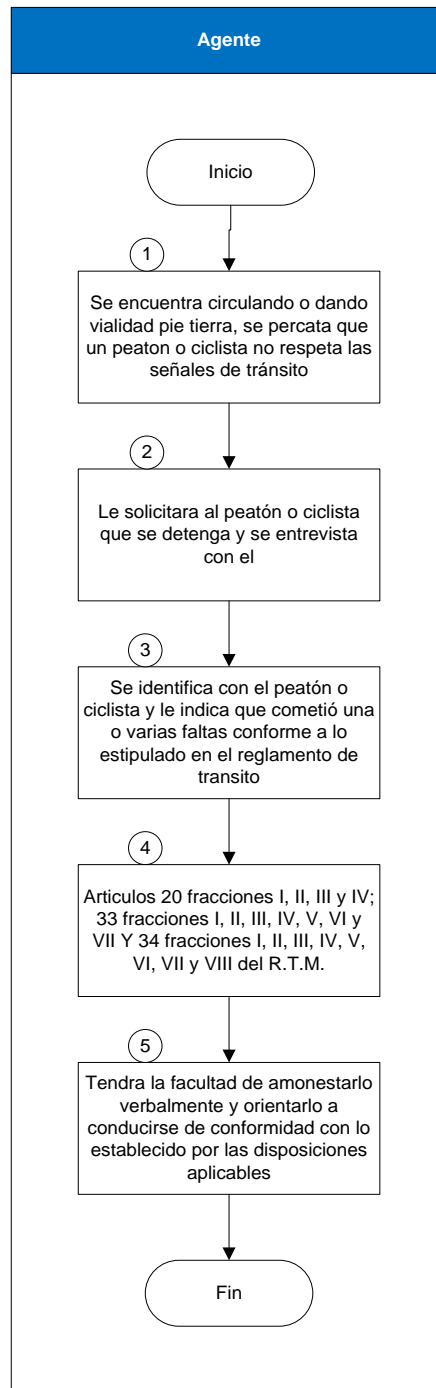 Agente
Inicio
1
Se encuentra circulando o dando
vialidad pie tierra, se percata que
un peaton o ciclista no respeta las
señales de tránsito
2
Le solicitara al peatón o ciclista
que se detenga y se entrevista
con el
3
Se identifica con el peatón o
ciclista y le indica que cometió una
o varias faltas conforme a lo
estipulado en el reglamento de
transito
4
Articulos 20 fracciones I, II, III y IV;
33 fracciones I, II, III, IV, V, VI y
VII Y 34 fracciones I, II, III, IV, V,
VI, VII y VIII del R.T.M.
5
Tendra la facultad de amonestarlo
verbalmente y orientarlo a
conducirse de conformidad con lo
establecido por las disposiciones
aplicables
Fin